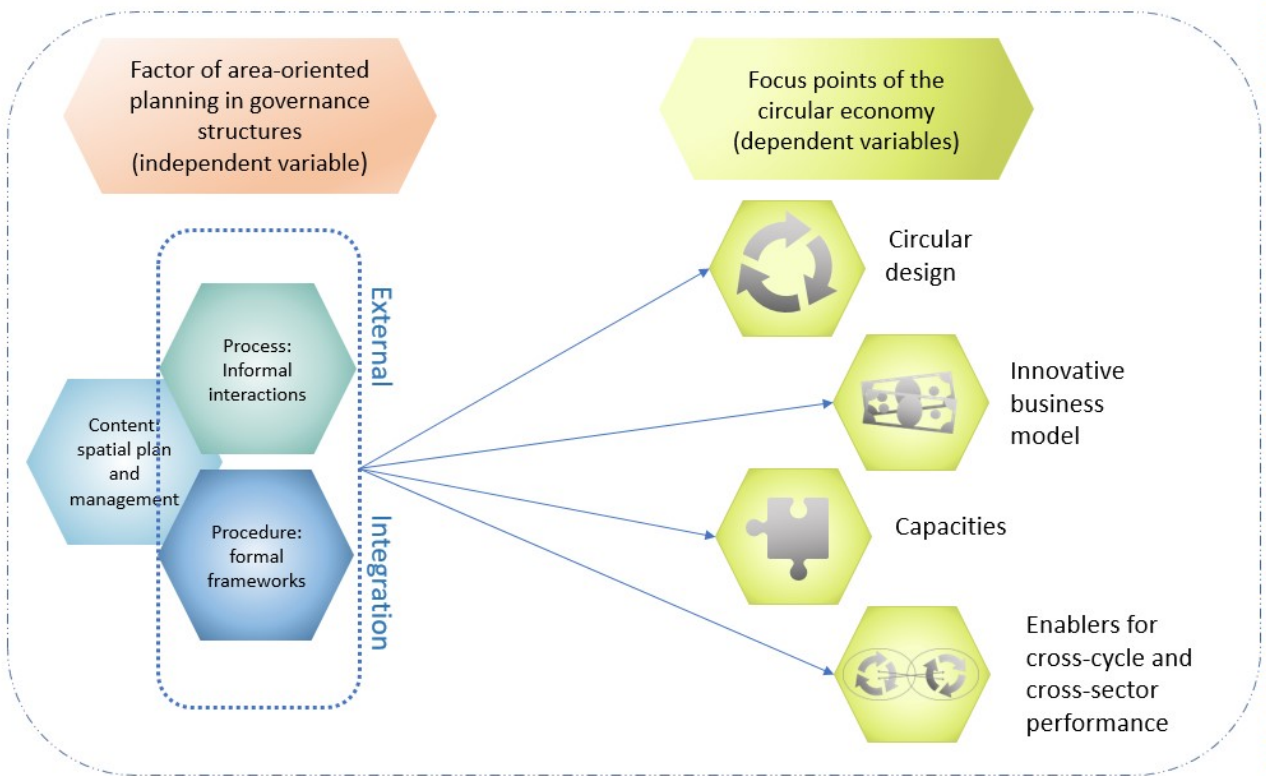 Factor of area-oriented
planning in governance
structures
(independent variable)
Focus points of the
circular economy
(dependent variables)
Process:
Informal
interactions
Content:
spatial plan
and
management
Procedure:
formal
frameworks
External
Integration
Circular
design
Innovative
business
model
Capacities
Enablers for
cross-cycle and
cross-sector
performance